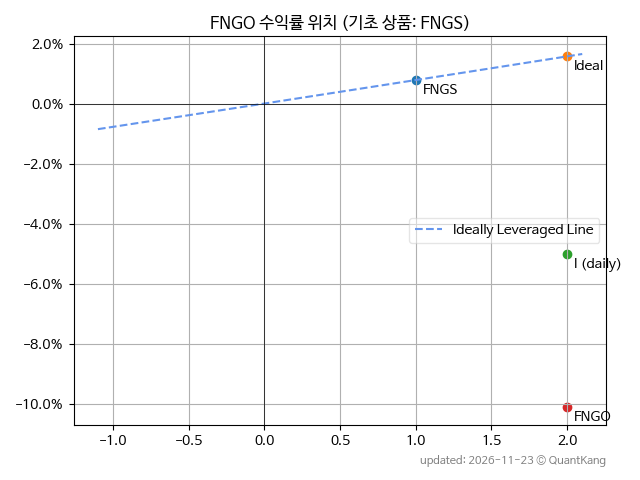 FNGO 수익률 위치 (기초 상품: FNGS)
2.0%
0.0%
−2.0%
−4.0%
−6.0%
−8.0%
−10.0%
Ideal
FNGS
Ideally Leveraged Line
I (daily)
FNGO
−1.0 −0.5 0.0 0.5 1.0 1.5 2.0
updated: 2026-11-23 © QuantKang